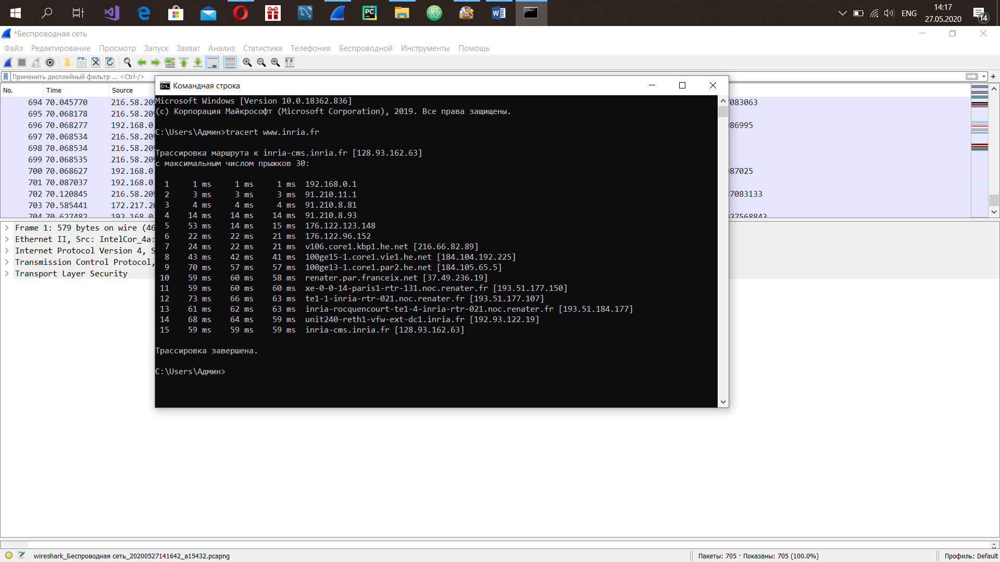 ENG
14:17
27.05.2020
14
*Беспроводная сеть
Файл Редактирование Просмотр Запуск Захват Анализ Статистика Телефония Беспроводной Инструменты Помощь
Применить дисплейный фильтр ... <Ctrl-/>
No. Time Source
694 70.045770 216.58.209 083063
695 70.068178 216.58.209
696 70.068277 192.168.0. 86995
697 70.068534 216.58.209
698 70.068534 216.58.209
699 70.068535 216.58.209
700 70.068627 192.168.0. 87025
701 70.087037 192.168.0.
702 70.120845 216.58.209 7083133
703 70.585441 172.217.20
704 70.627482 192.168.0. 27568843
Frame 1: 579 bytes on wire (46
Ethernet II, Src: IntelCor_4a:
Internet Protocol Version 4, S
Transmission Control Protocol,
Transport Layer Security
Командная строка
Microsoft Windows [Version 10.0.18362.836]
(c) Корпорация Майкрософт (Microsoft Corporation), 2019. Все права защищены.
C:\Users\Админ>tracert www.inria.fr
Трассировка маршрута к inria-cms.inria.fr [128.93.162.63]
с максимальным числом прыжков 30:
1 1 ms 1 ms 1 ms 192.168.0.1
2 3 ms 3 ms 3 ms 91.210.11.1
3 4 ms 4 ms 4 ms 91.210.8.81
4 14 ms 14 ms 14 ms 91.210.8.93
5 53 ms 14 ms 15 ms 176.122.123.148
6 22 ms 22 ms 21 ms 176.122.96.152
7 24 ms 22 ms 21 ms v106.core1.kbp1.he.net [216.66.82.89]
8 43 ms 42 ms 41 ms 100ge15-1.core1.vie1.he.net [184.104.192.225]
9 70 ms 57 ms 57 ms 100ge13-1.core1.par2.he.net [184.105.65.5]
10 59 ms 60 ms 58 ms renater.par.franceix.net [37.49.236.19]
11 59 ms 60 ms 60 ms xe-0-0-14-paris1-rtr-131.noc.renater.fr [193.51.177.150]
12 73 ms 66 ms 63 ms te1-1-inria-rtr-021.noc.renater.fr [193.51.177.107]
13 61 ms 62 ms 63 ms inria-rocquencourt-te1-4-inria-rtr-021.noc.renater.fr [193.51.184.177]
14 68 ms 64 ms 59 ms unit240-reth1-vfw-ext-dc1.inria.fr [192.93.122.19]
15 59 ms 59 ms 59 ms inria-cms.inria.fr [128.93.162.63]
Трассировка завершена.
C:\Users\Админ>
wireshark_Беспроводная сеть_20200527141642_a15432.pcapng
Пакеты: 705 · Показаны: 705 (100.0%)
Профиль: Default